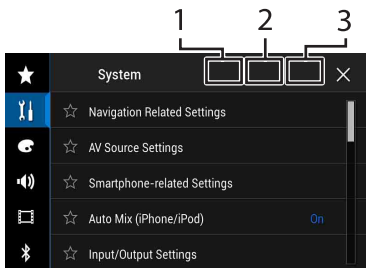 1 2 3
System
Navigation Related Settings
AV Source Settings
Smartphone-related Settings
Auto Mix (iPhone/iPod) On
Input/Output Settings